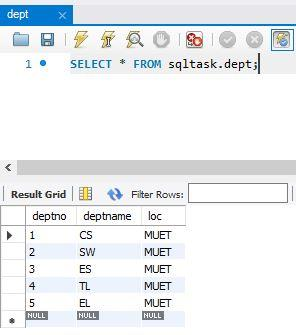 dept
1 SELECT * FROM sqltask.dept;
Result Grid Filter Rows:
deptno deptname loc
1 CS MUET
2 SW MUET
3 ES MUET
4 TL MUET
5 EL MUET
NULL NULL NULL